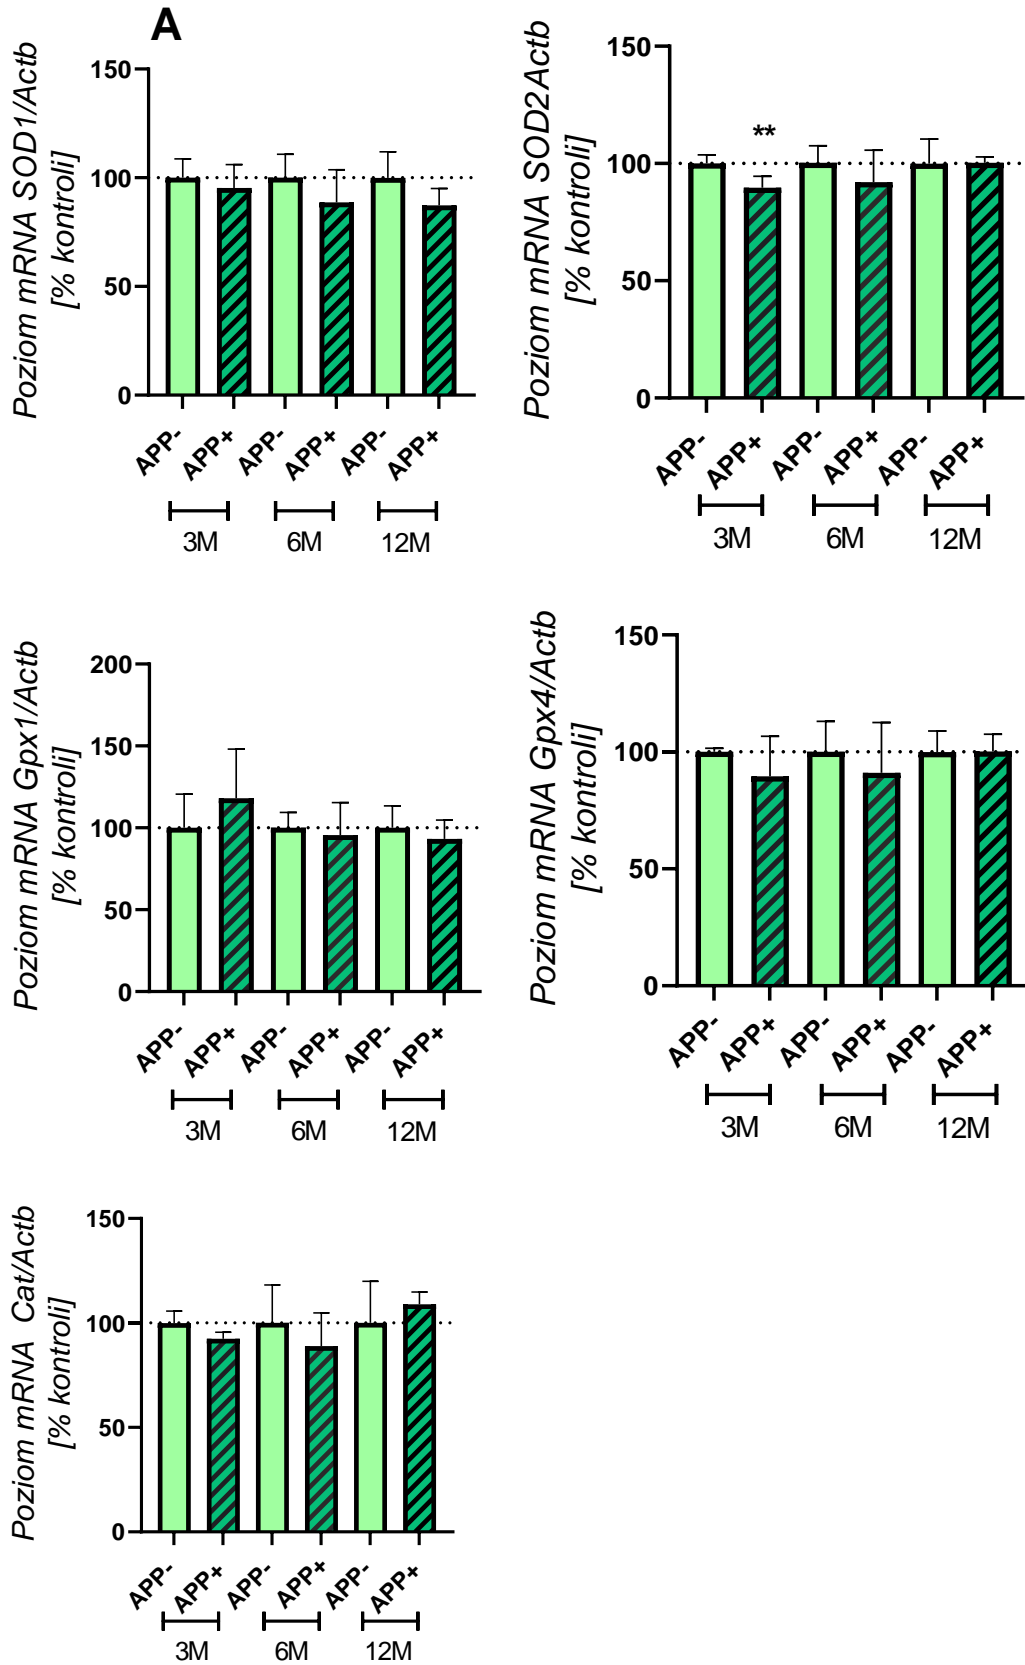 A
Poziom mRNA SOD1/Actb
[% kontroli]
150
100
50
0
APP- APP+ APP- APP+ APP- APP+
3M 6M 12M
Poziom mRNA SOD2Actb
[% kontroli]
150
100
50
0
**
APP- APP+ APP- APP+ APP- APP+
3M 6M 12M
Poziom mRNA Gpx1/Actb
[% kontroli]
200
150
100
50
0
APP- APP+ APP- APP+ APP- APP+
3M 6M 12M
Poziom mRNA Gpx4/Actb
[% kontroli]
150
100
50
0
APP- APP+ APP- APP+ APP- APP+
3M 6M 12M
Poziom mRNA Cat/Actb
[% kontroli]
150
100
50
0
APP- APP+ APP- APP+ APP- APP+
3M 6M 12M